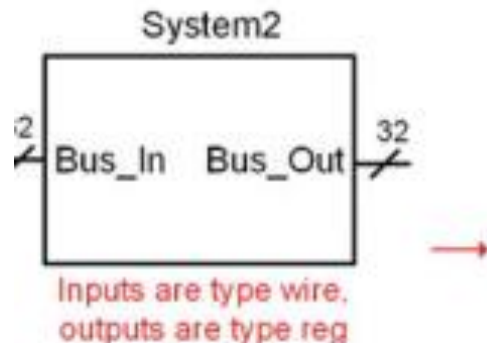 System2
32
Bus_In Bus_Out
Inputs are type wire,
outputs are type reg